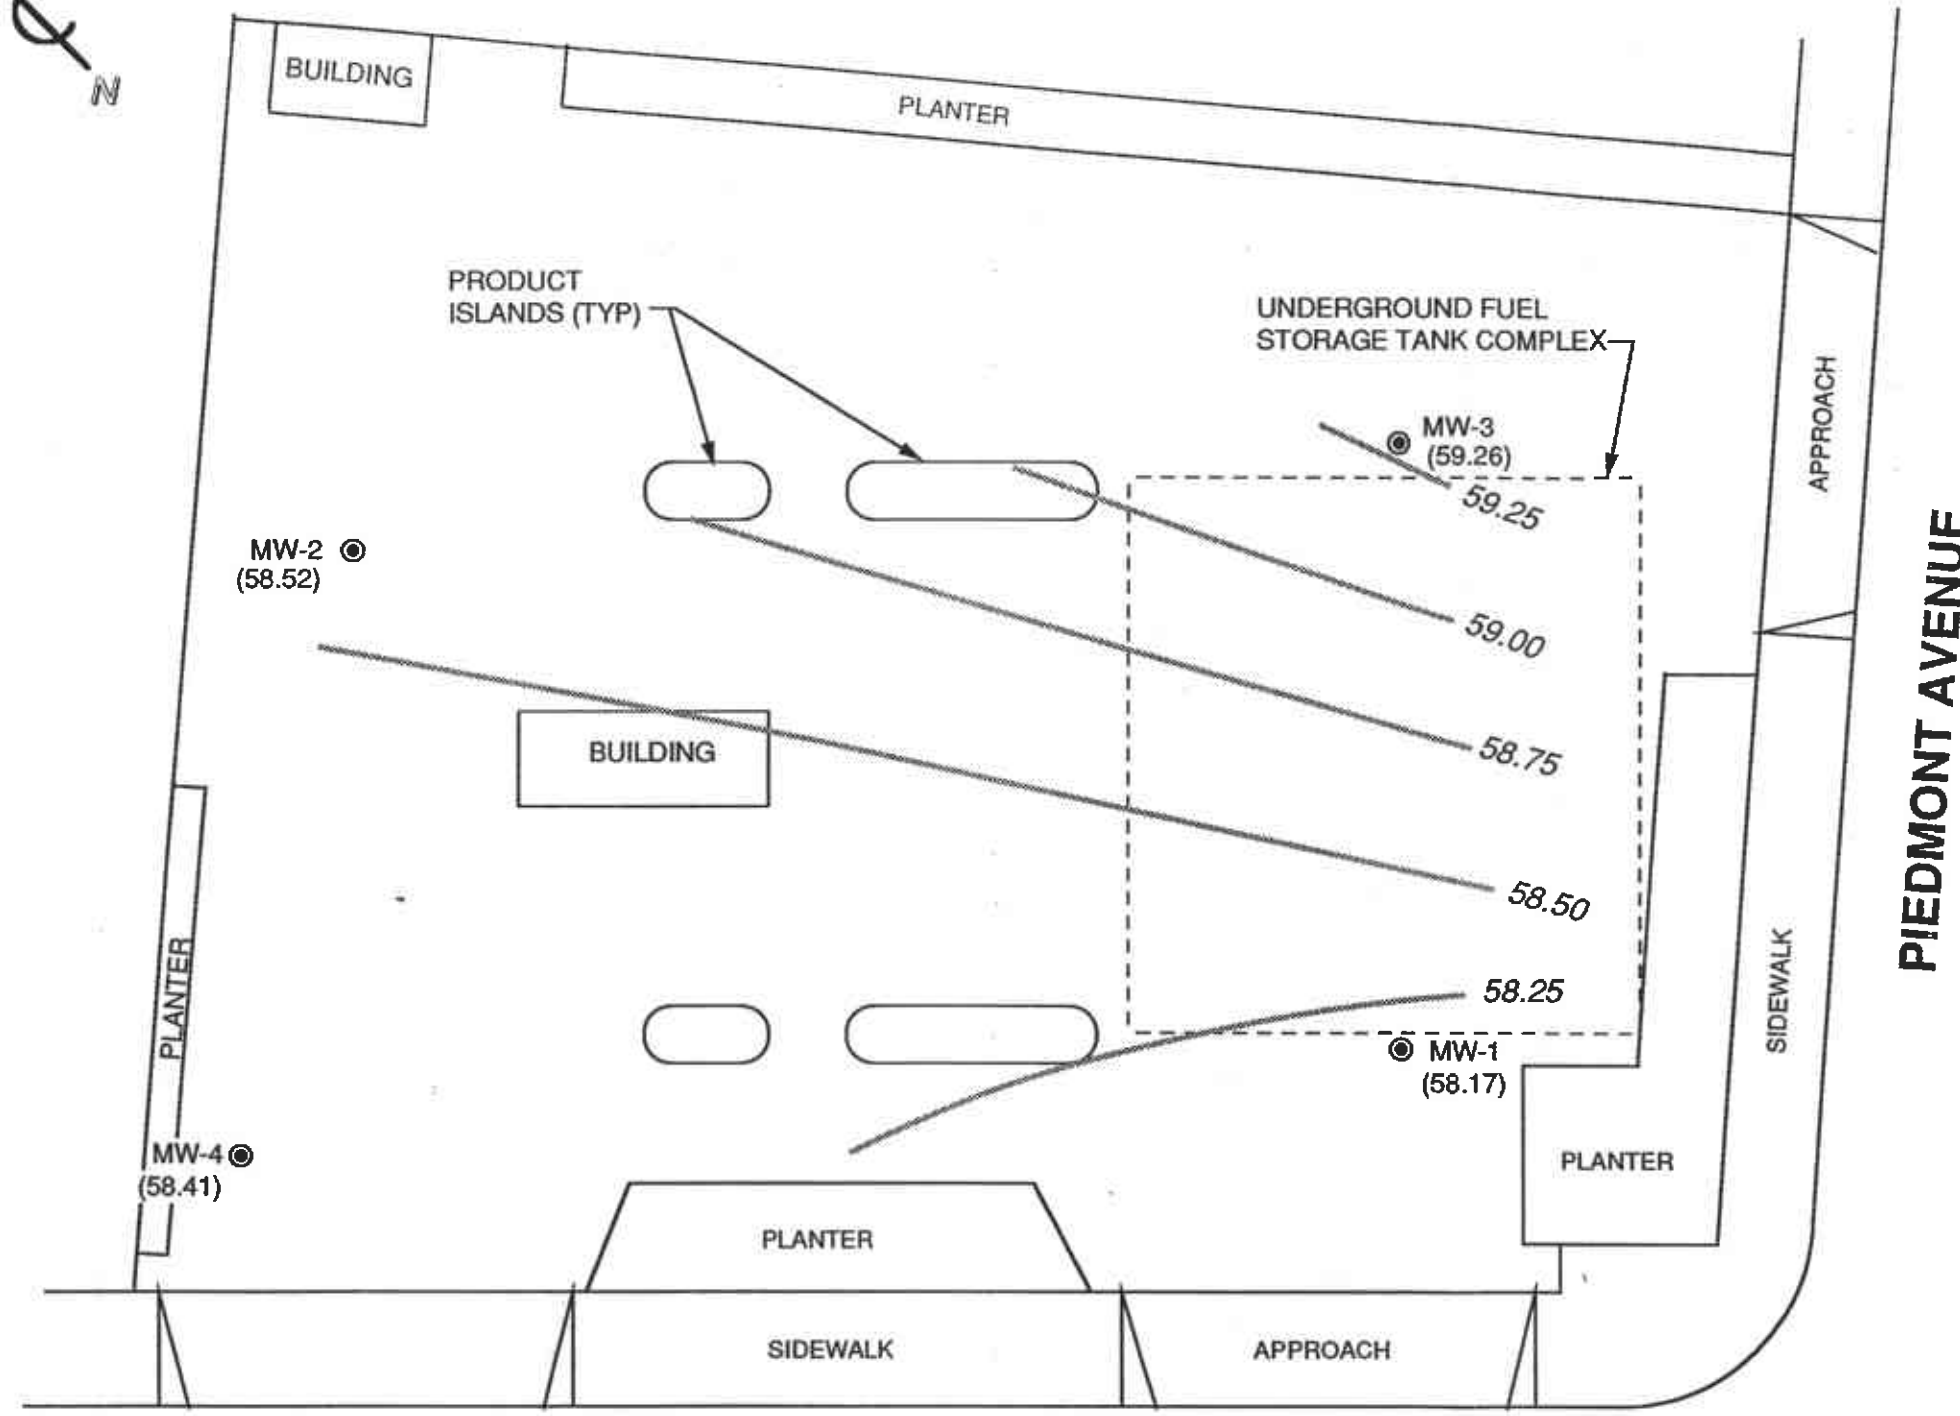 N
BUILDING
PLANTER
PRODUCT
ISLANDS (TYP)
UNDERGROUND FUEL
STORAGE TANK COMPLEX
APPROACH
MW-3
(59.26)
59.25
MW-2
(58.52)
59.00
58.75
BUILDING
58.50
PIEDMONT AVENUE
PLANTER
SIDEWALK
58.25
MW-1
(58.17)
MW-4
(58.41)
PLANTER
PLANTER
SIDEWALK
APPROACH